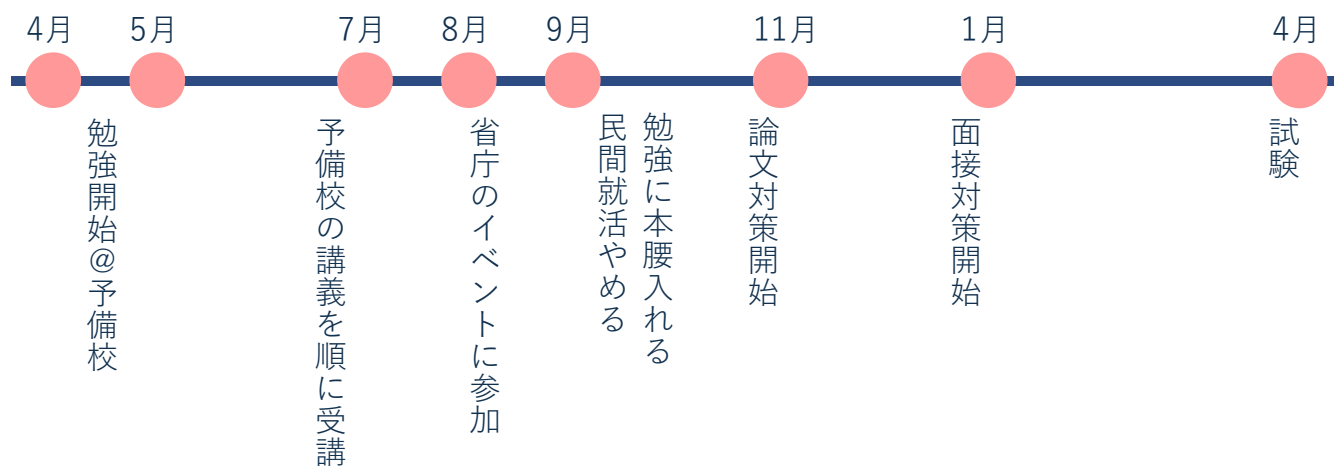 4月
5月
7月
8月
9月
11月
1月
4月
勉強開始@予備校
予備校の講義を順に受講
省庁のイベントに参加
勉強に本腰入れる
民間就活やめる
論文対策開始
面接対策開始
試験